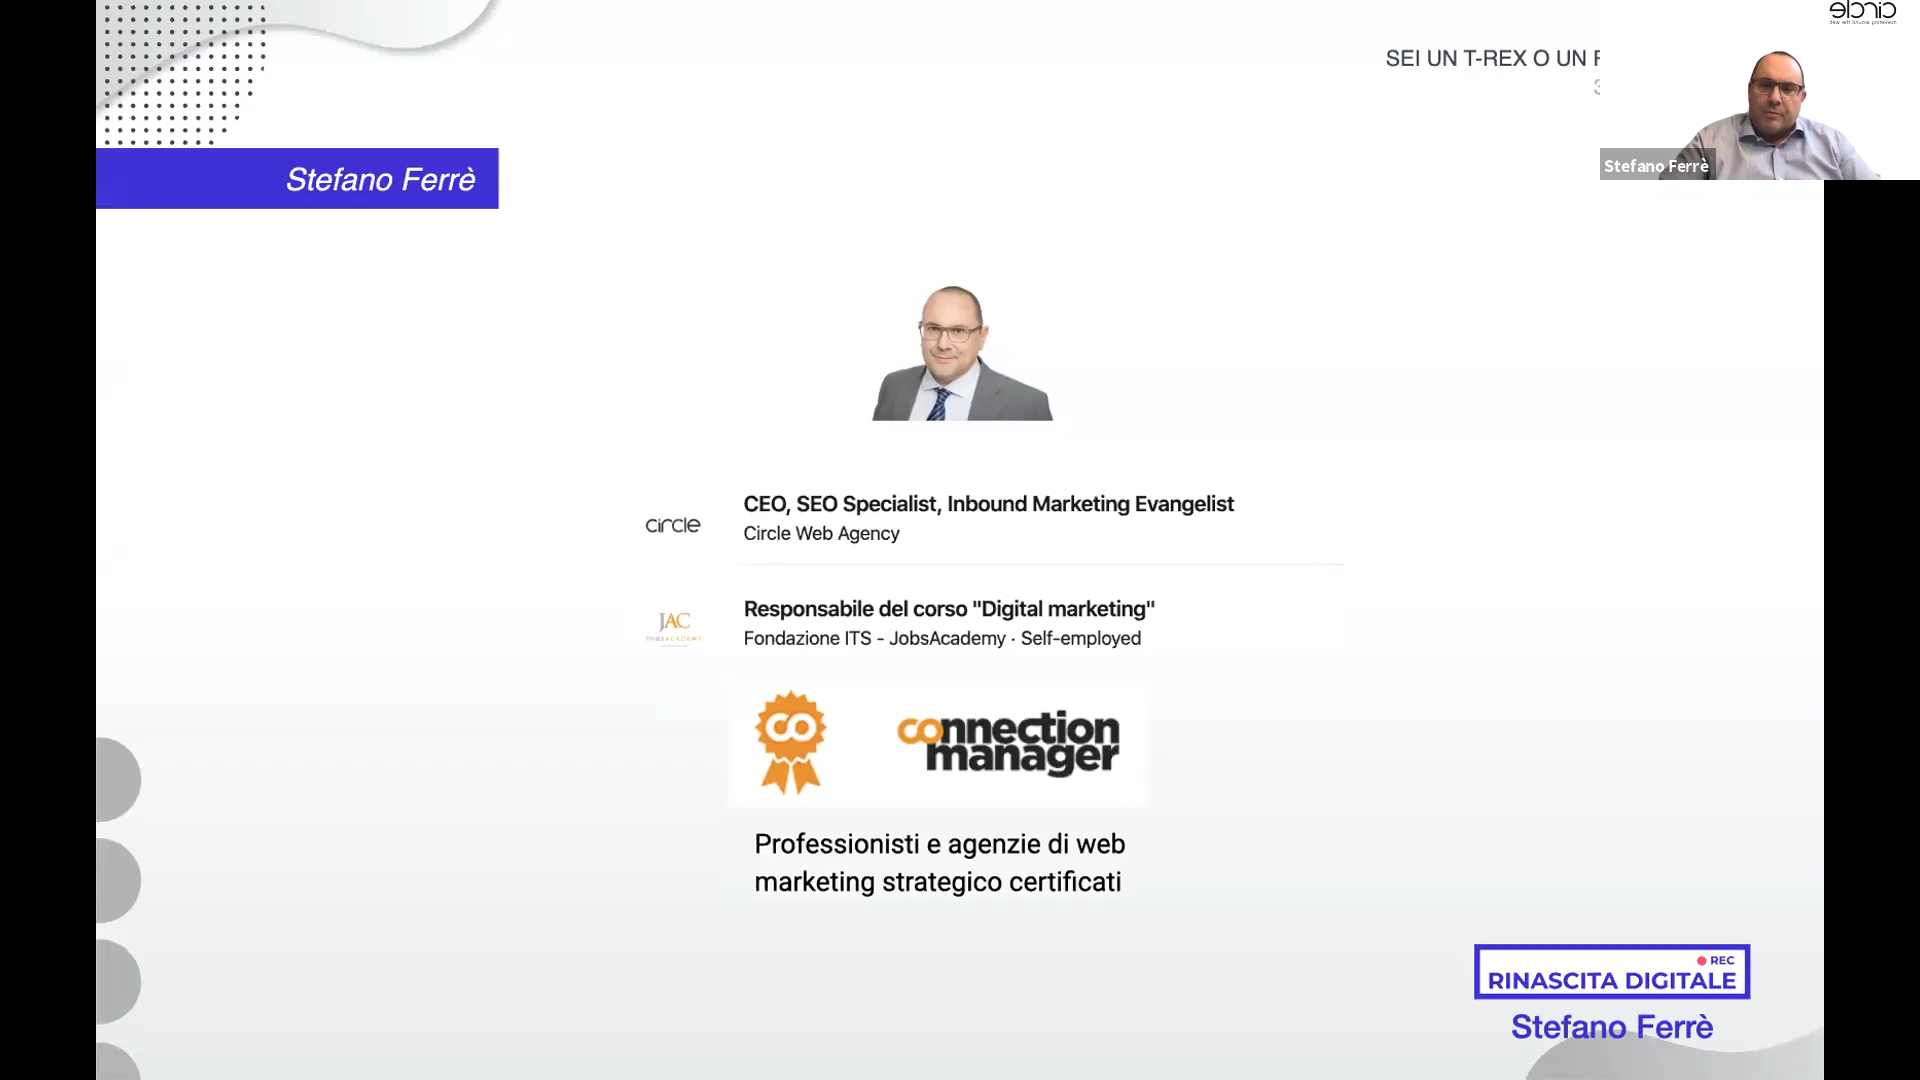 circle
SEI UN T-REX O UN
Stefano Ferrè
Stefano Ferrè
circle
CEO, SEO Specialist, Inbound Marketing Evangelist
Circle Web Agency
JAC
Responsabile del corso "Digital marketing"
Fondazione ITS - JobsAcademy · Self-employed
co
connection
manager
Professionisti e agenzie di web
marketing strategico certificati
REC
RINASCITA DIGITALE
Stefano Ferrè